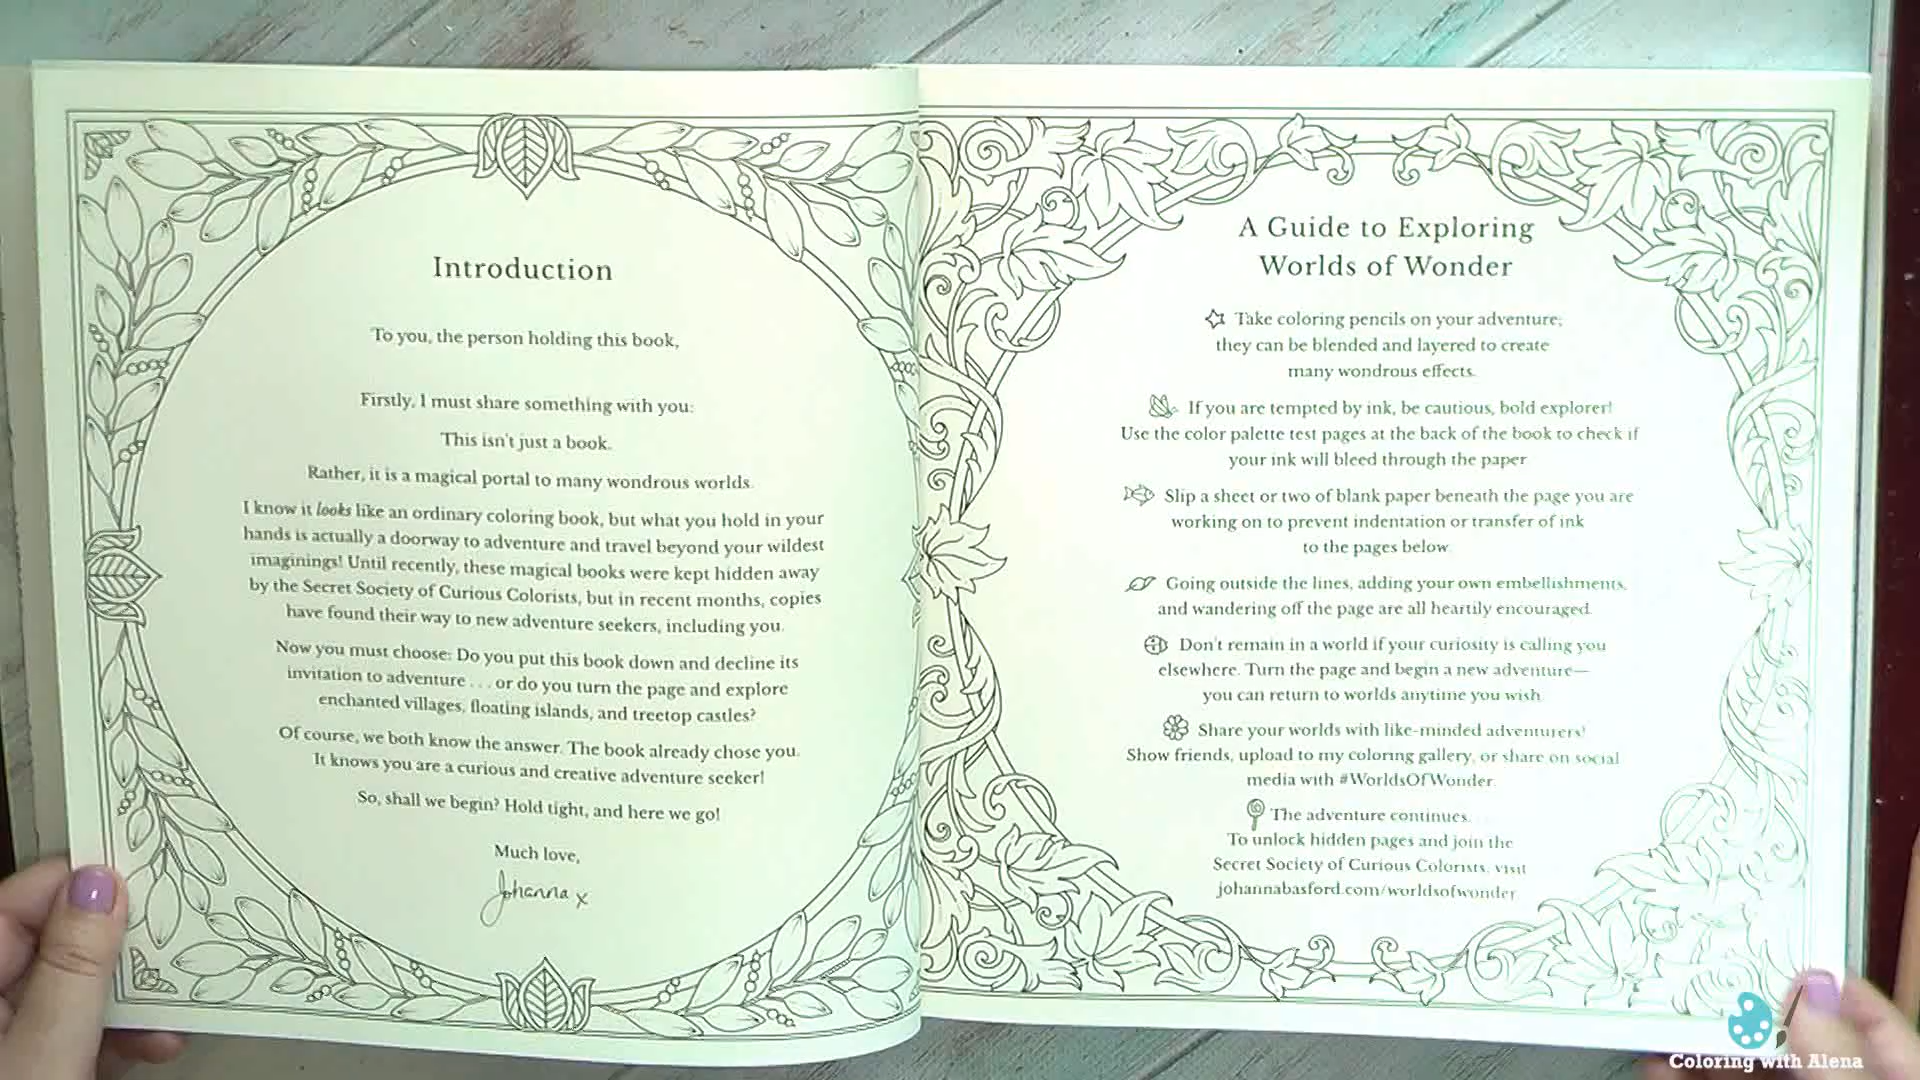 Introduction
To you, the person holding this book,
Firstly, I must share something with you:
This isn't just a book.
Rather, it is a magical portal to many wondrous worlds.
I know it looks like an ordinary coloring book, but what you hold in your
hands is actually a doorway to adventure and travel beyond your wildest
imaginings! Until recently, these magical books were kept hidden away
by the Secret Society of Curious Colorists, but in recent months, copies
have found their way to new adventure seekers, including you.
Now you must choose: Do you put this book down and decline its
invitation to adventure . . . or do you turn the page and explore
enchanted villages, floating islands, and treetop castles?
Of course, we both know the answer. The book already chose you.
It knows you are a curious and creative adventure seeker!
So, shall we begin? Hold tight, and here we go!
Much love,
Johanna x
A Guide to Exploring
Worlds of Wonder
Take coloring pencils on your adventure;
they can be blended and layered to create
many wondrous effects.
If you are tempted by ink, be cautious, bold explorer!
Use the color palette test pages at the back of the book to check if
your ink will bleed through the paper.
Slip a sheet or two of blank paper beneath the page you are
working on to prevent indentation or transfer of ink
to the pages below.
Going outside the lines, adding your own embellishments,
and wandering off the page are all heartily encouraged.
Don't remain in a world if your curiosity is calling you
elsewhere. Turn the page and begin a new adventure—
you can return to worlds anytime you wish.
Share your worlds with like-minded adventurers!
Show friends, upload to my coloring gallery, or share on social
media with #WorldsOfWonder.
The adventure continues.
To unlock hidden pages and join the
Secret Society of Curious Colorists, visit
johannabasford.com/worldsofwonder
Coloring with Alena